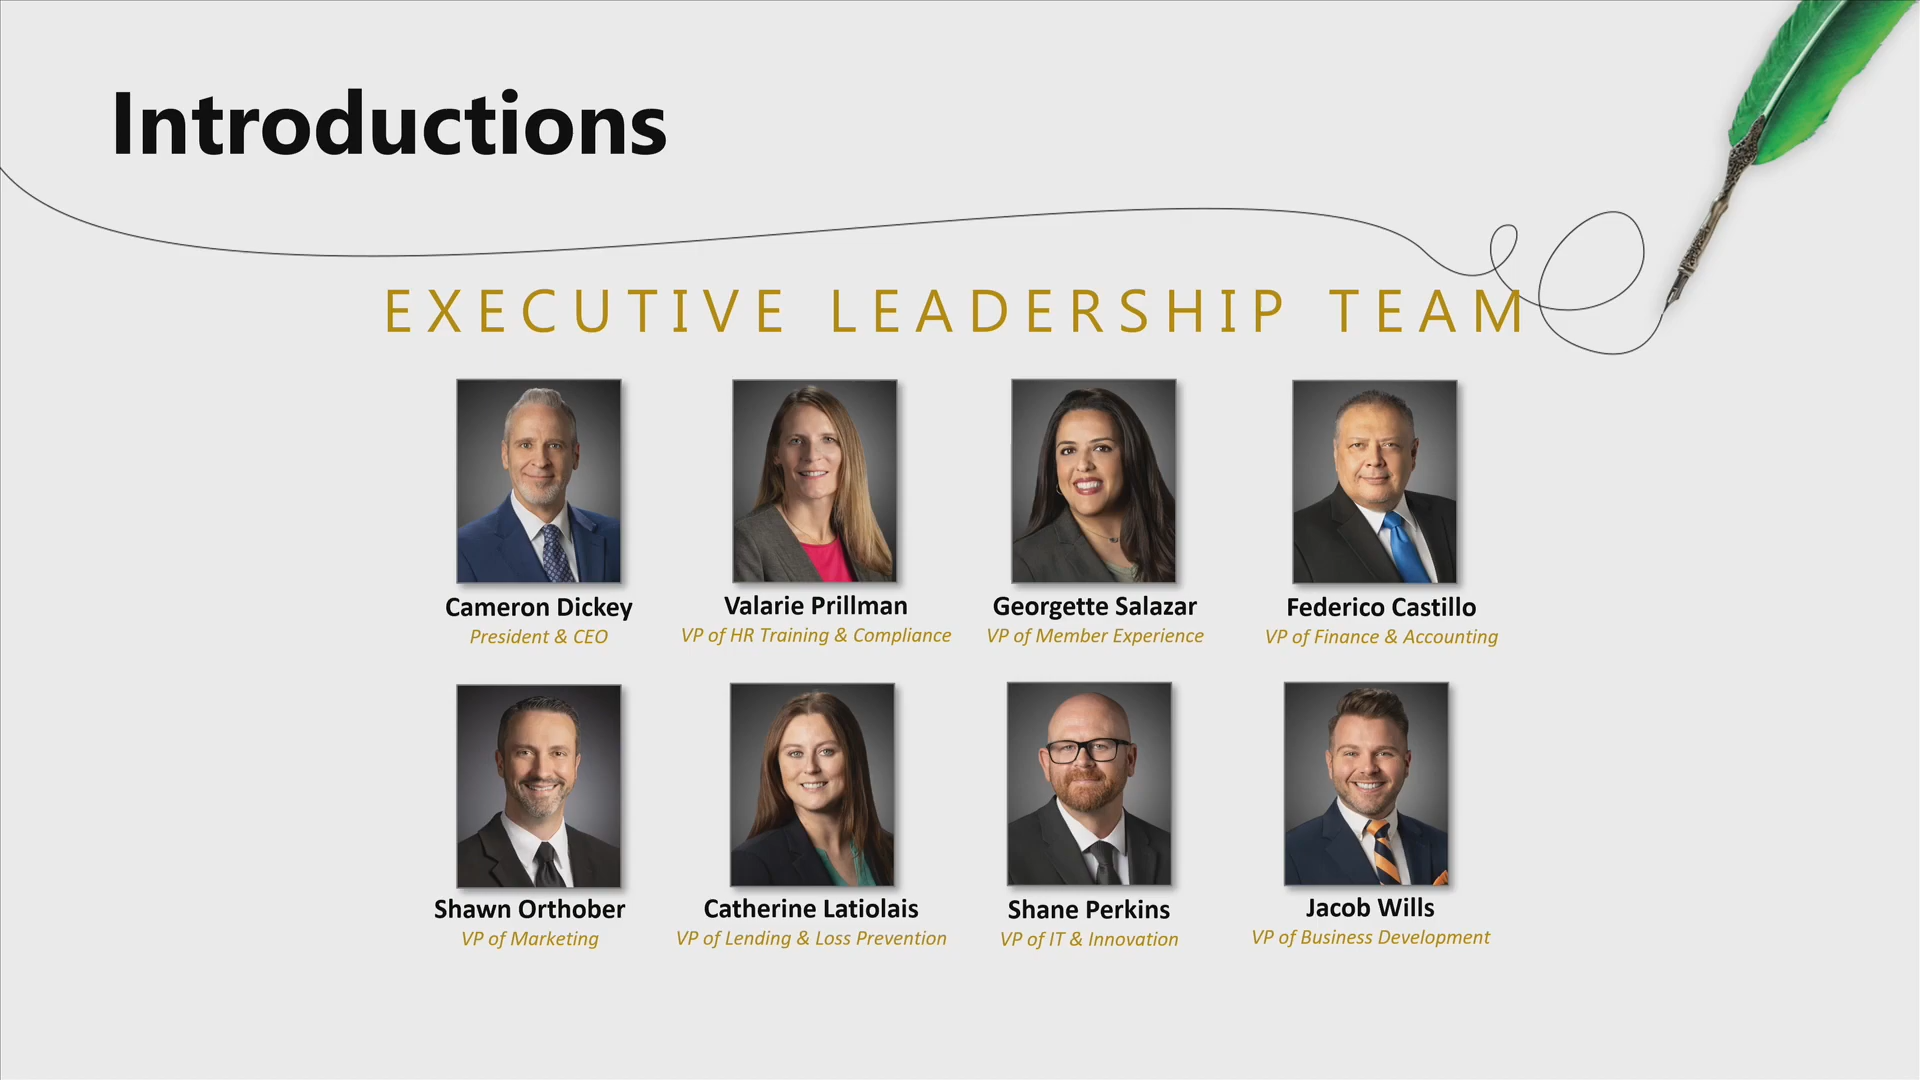 Introductions
EXECUTIVE LEADERSHIP TEAM
Cameron Dickey
President & CEO
Valarie Prillman
VP of HR Training & Compliance
Georgette Salazar
VP of Member Experience
Federico Castillo
VP of Finance & Accounting
Shawn Orthober
VP of Marketing
Catherine Latiolais
VP of Lending & Loss Prevention
Shane Perkins
VP of IT & Innovation
Jacob Wills
VP of Business Development